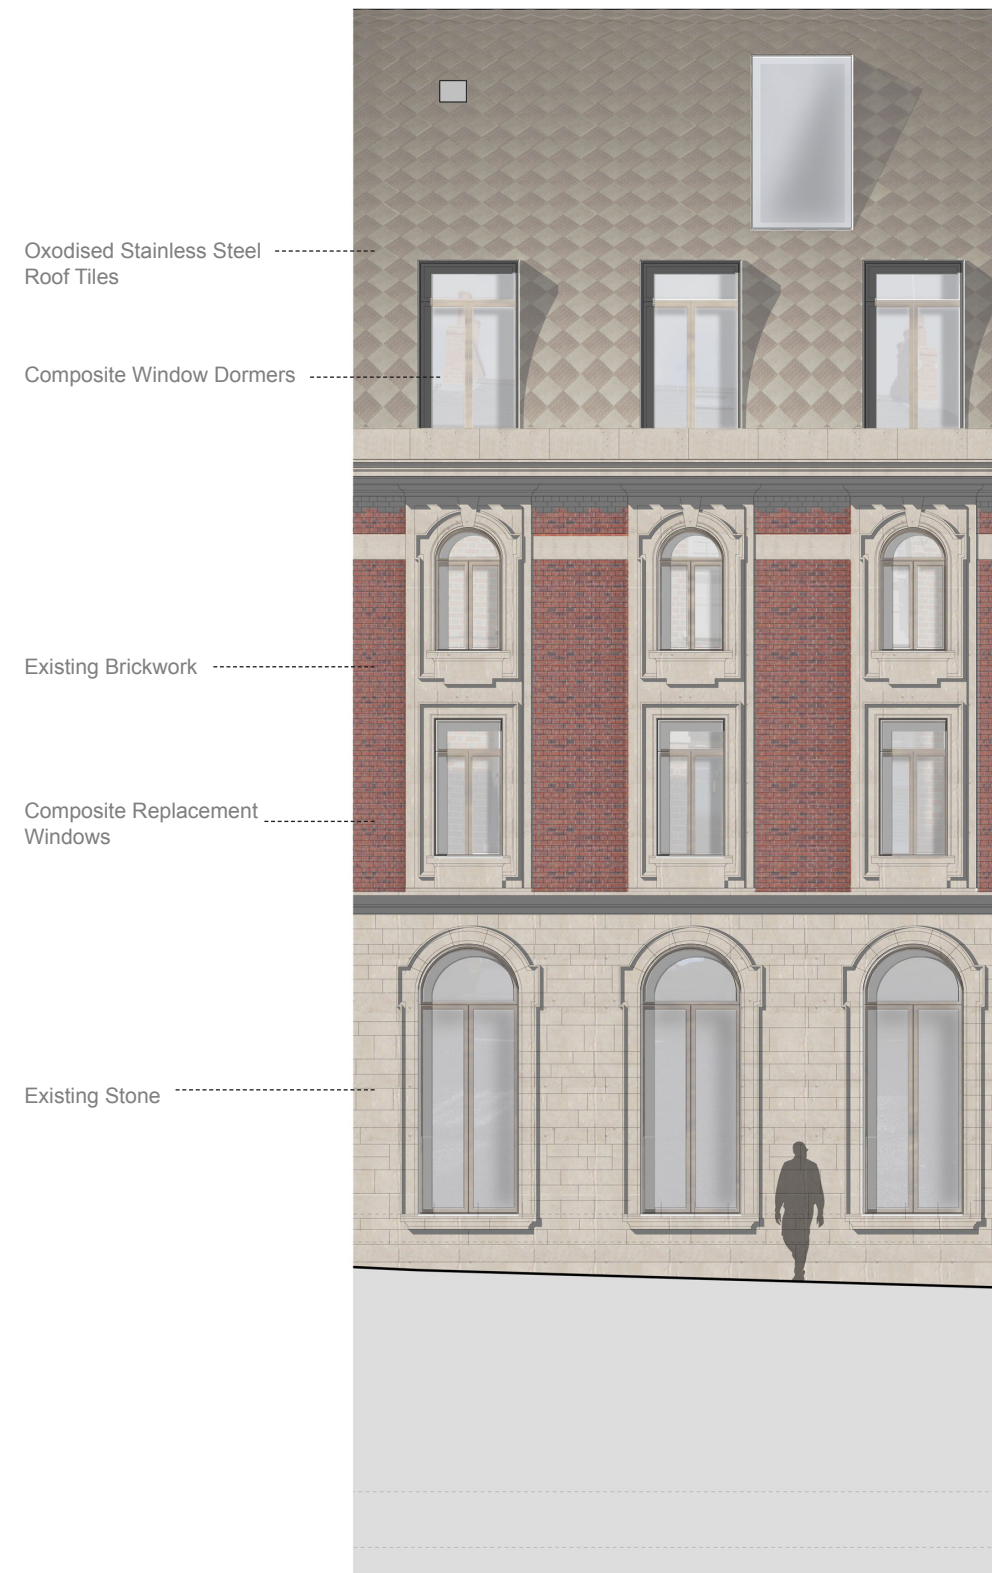 Oxodised Stainless Steel
Roof Tiles
Composite Window Dormers
Existing Brickwork
Composite Replacement
Windows
Existing Stone